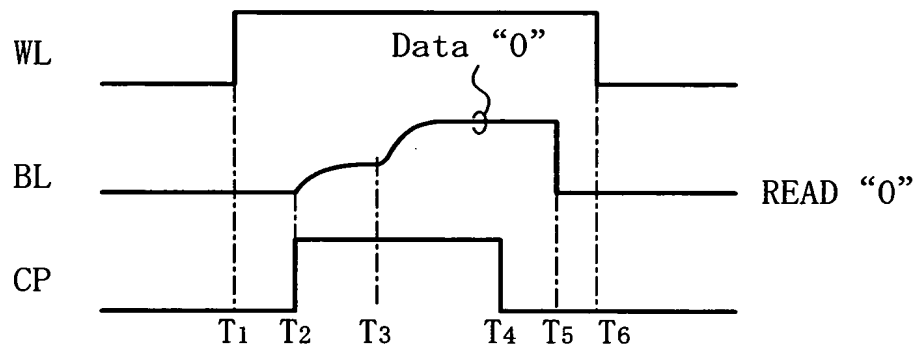 WL
Data “0”
BL
READ “0”
CP
T1 T2 T3 T4 T5 T6